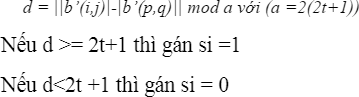 d = ||b’(i,j)|-|b’(p,q)|| mod a với (a =2(2t+1))
Nếu d >= 2t+1 thì gán si =1
Nếu d<2t +1 thì gán si = 0